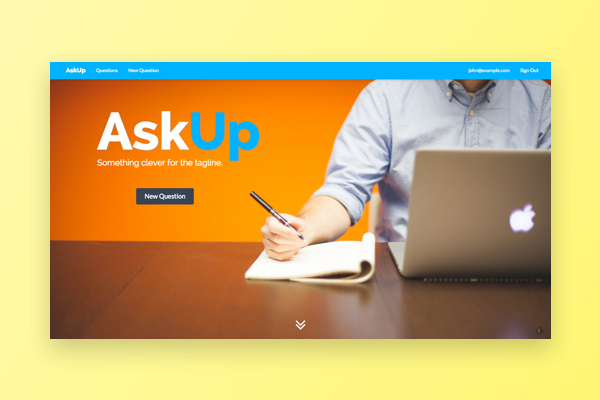 AskUp Questions New Question john@example.com Sign Out
AskUp
Something clever for the tagline.
New Question